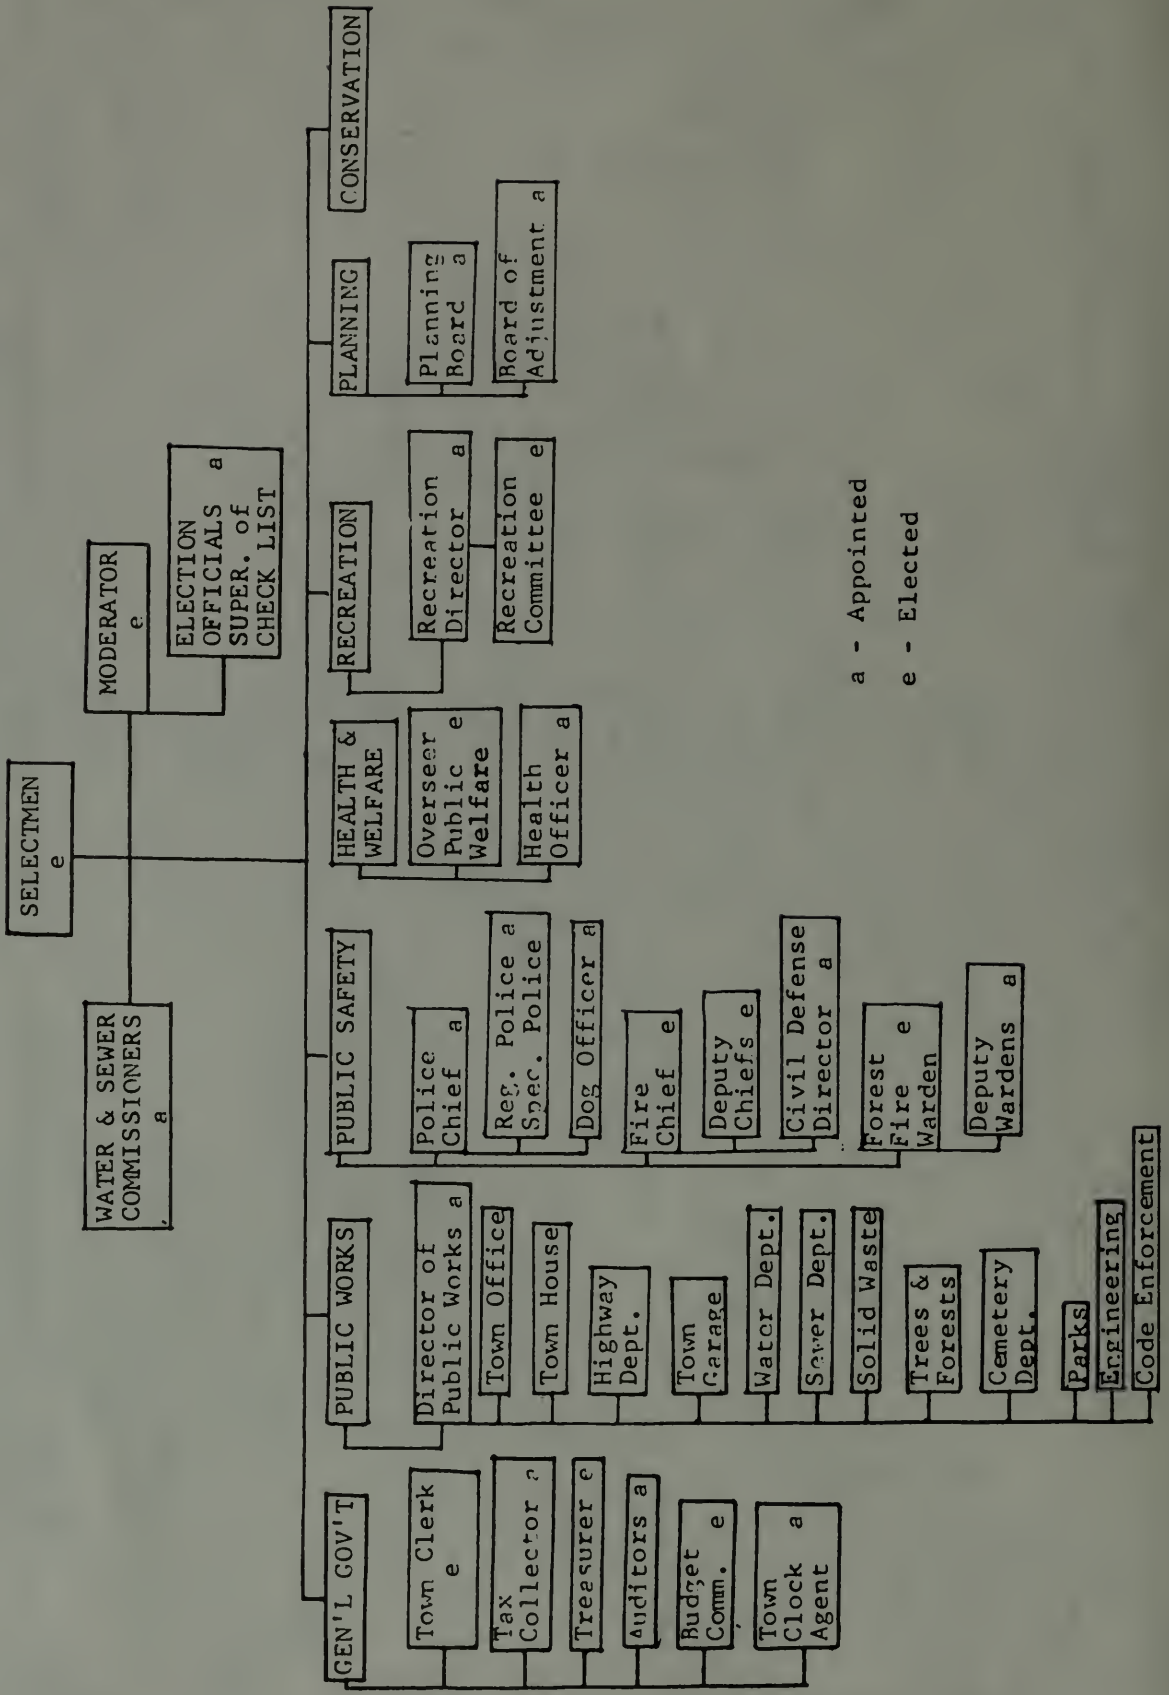 SELECTMEN
e
WATER & SEWER
COMMISSIONERS
a
MODERATOR
e
ELECTION
OFFICIALS a
SUPER. of
CHECK LIST
GEN'L GOV'T
Town Clerk
e
Tax
Collector
Treasurer e
Auditors a
Budget
Comm. e
Town
Clock a
Agent
PUBLIC WORKS
Director of
Public Works a
Town Office
Town House
Highway
Dept.
Town
Garage
Water Dept.
Sewer Dept.
Solid Waste
Trees &
Forests
Cemetery
Dept.
Parks
Engineering
Code Enforcement
PUBLIC SAFETY
Police
Chief a
Reg. Police a
Spec. Police
Dog Officer a
Fire
Chief e
Deputy
Chiefs e
Civil Defense
Director a
Forest
Fire e
Warden
Deputy
Wardens a
HEALTH &
WELFARE
Overseer
Public e
Welfare
Health
Officer a
RECREATION
Recreation
Director a
Recreation
Committee e
PLANNING
Planning
Board a
Board of
Adjustment a
CONSERVATION
a - Appointed
e - Elected